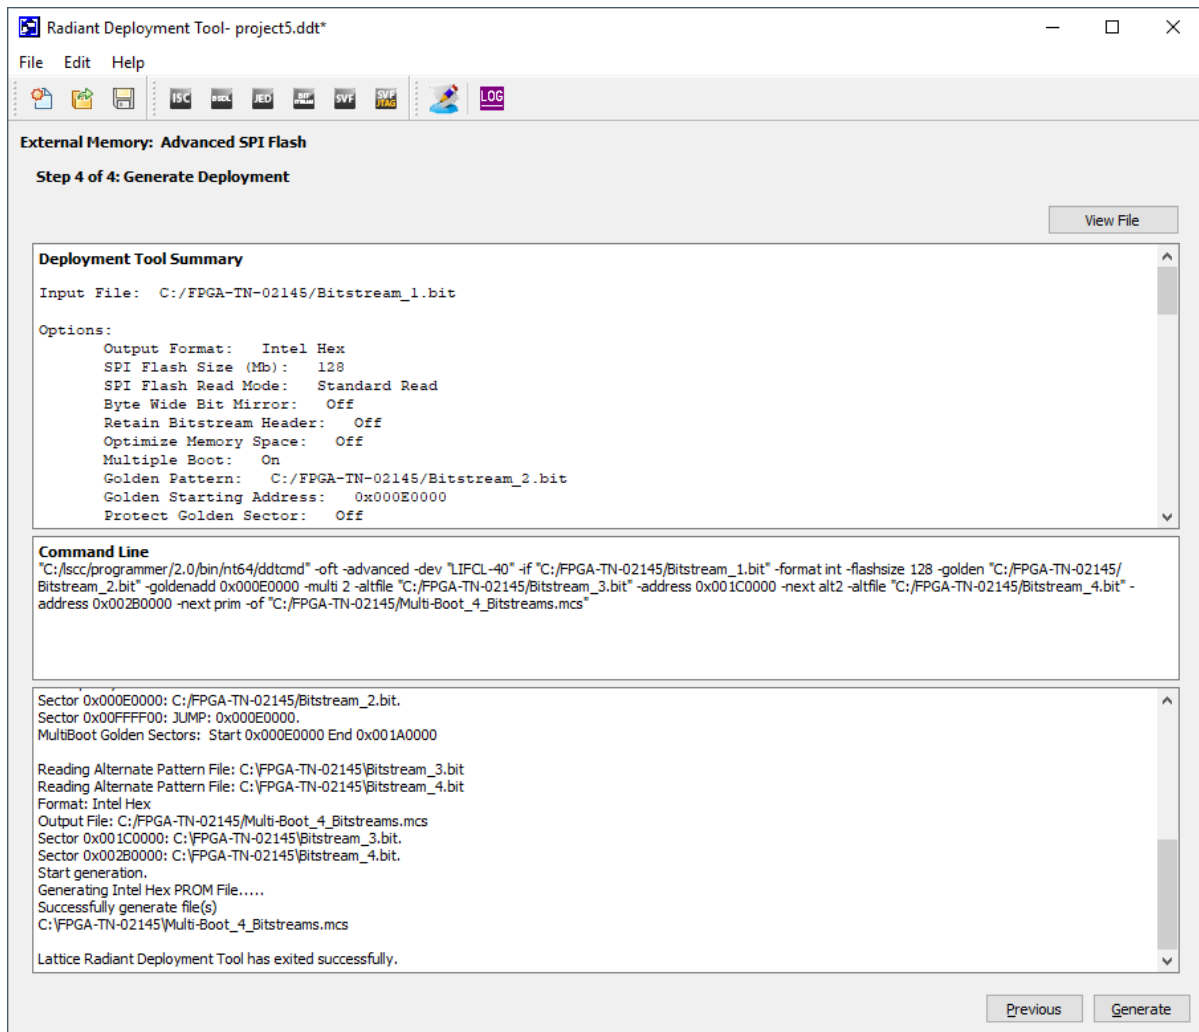 Radiant Deployment Tool- project5.ddt*
File Edit Help
ISC BSDL JED BIT STREAM SVF SVF JTAG LOG
External Memory: Advanced SPI Flash
Step 4 of 4: Generate Deployment
View File
Deployment Tool Summary
Input File: C:/FPGA-TN-02145/Bitstream_1.bit
Options:
Output Format: Intel Hex
SPI Flash Size (Mb): 128
SPI Flash Read Mode: Standard Read
Byte Wide Bit Mirror: Off
Retain Bitstream Header: Off
Optimize Memory Space: Off
Multiple Boot: On
Golden Pattern: C:/FPGA-TN-02145/Bitstream_2.bit
Golden Starting Address: 0x000E0000
Protect Golden Sector: Off
Command Line
"C:/lscc/programmer/2.0/bin/nt64/ddtcmd" -oft -advanced -dev "LIFCL-40" -if "C:/FPGA-TN-02145/Bitstream_1.bit" -format int -flashsize 128 -golden "C:/FPGA-TN-02145/
Bitstream_2.bit" -goldenadd 0x000E0000 -multi 2 -altfile "C:/FPGA-TN-02145/Bitstream_3.bit" -address 0x001C0000 -next alt2 -altfile "C:/FPGA-TN-02145/Bitstream_4.bit" -
address 0x002B0000 -next prim -of "C:/FPGA-TN-02145/Multi-Boot_4_Bitstreams.mcs"
Sector 0x000E0000: C:/FPGA-TN-02145/Bitstream_2.bit.
Sector 0x00FFFF00: JUMP: 0x000E0000.
MultiBoot Golden Sectors: Start 0x000E0000 End 0x001A0000
Reading Alternate Pattern File: C:\FPGA-TN-02145\Bitstream_3.bit
Reading Alternate Pattern File: C:\FPGA-TN-02145\Bitstream_4.bit
Format: Intel Hex
Output File: C:/FPGA-TN-02145/Multi-Boot_4_Bitstreams.mcs
Sector 0x001C0000: C:\FPGA-TN-02145\Bitstream_3.bit.
Sector 0x002B0000: C:\FPGA-TN-02145\Bitstream_4.bit.
Start generation.
Generating Intel Hex PROM File.....
Successfully generate file(s)
C:\FPGA-TN-02145\Multi-Boot_4_Bitstreams.mcs
Lattice Radiant Deployment Tool has exited successfully.
Previous Generate